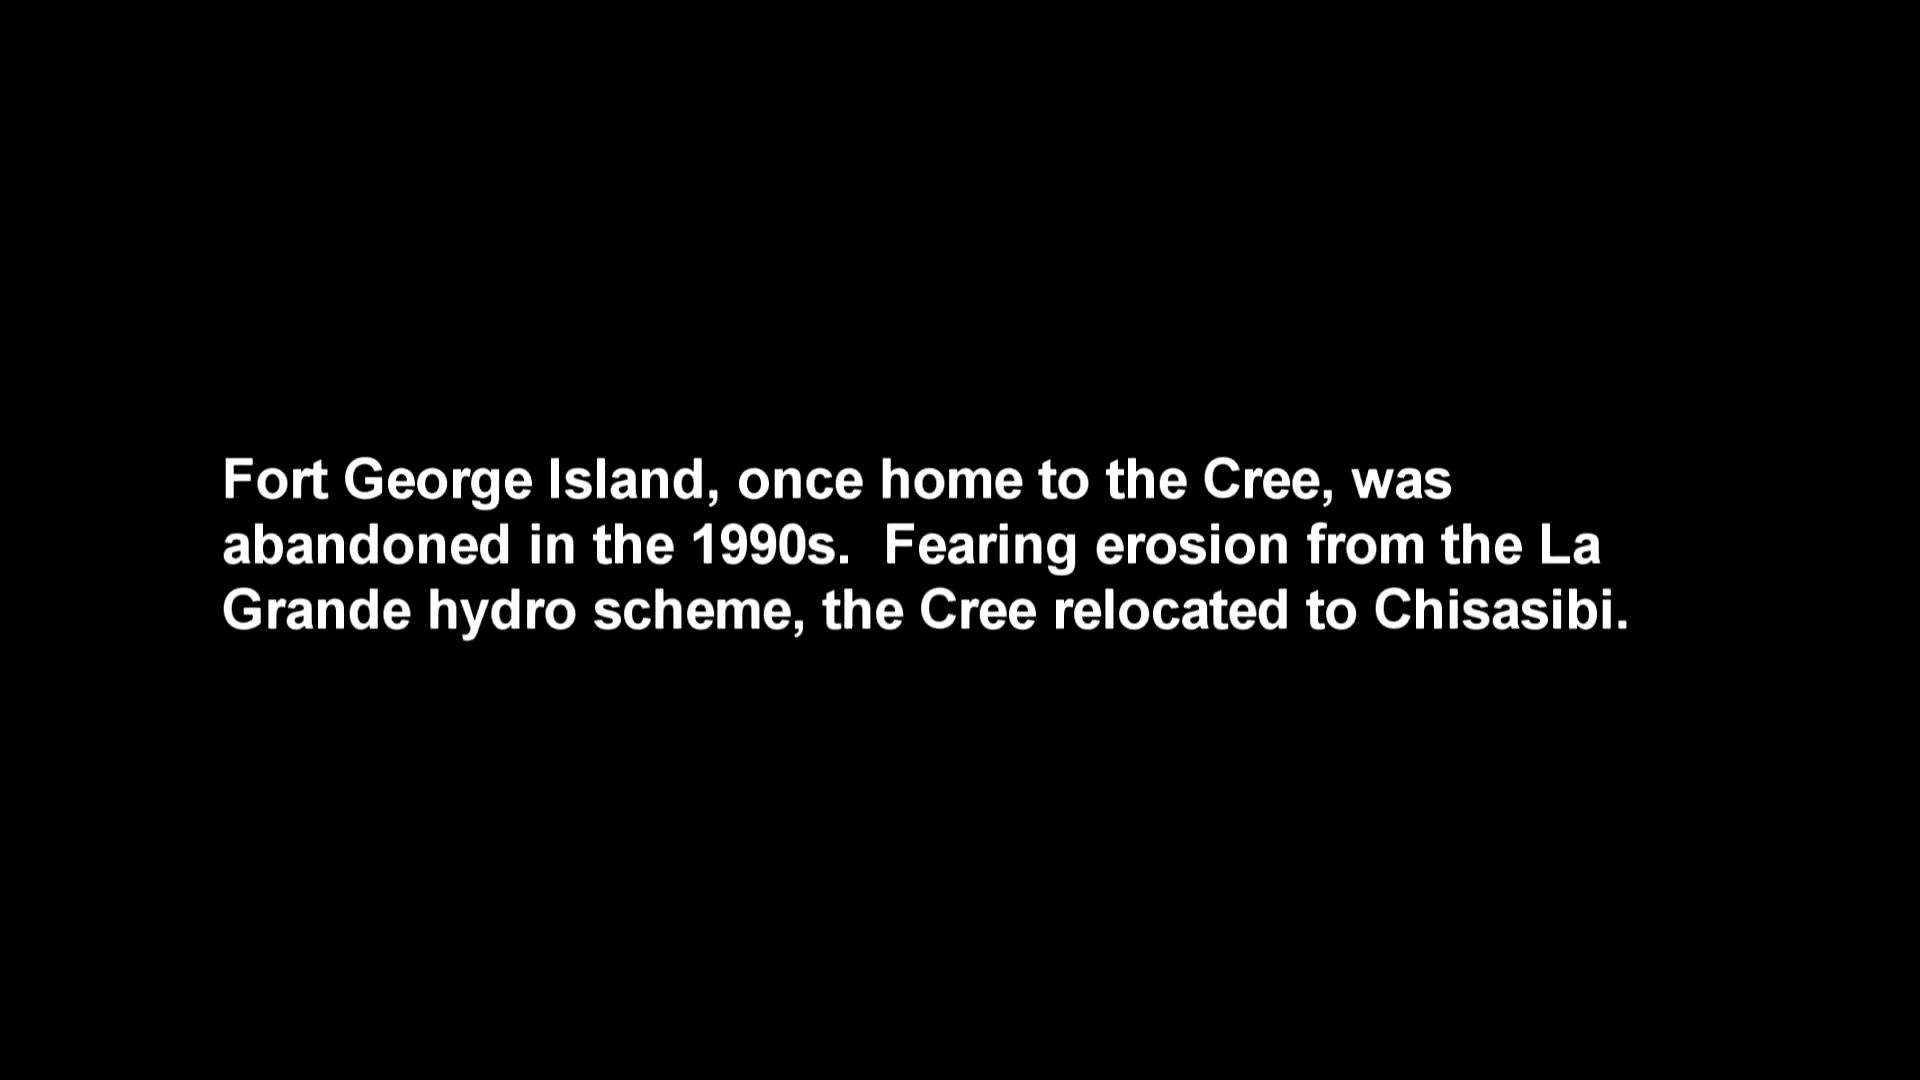 Fort George Island, once home to the Cree, was
abandoned in the 1990s.  Fearing erosion from the La
Grande hydro scheme, the Cree relocated to Chisasibi.